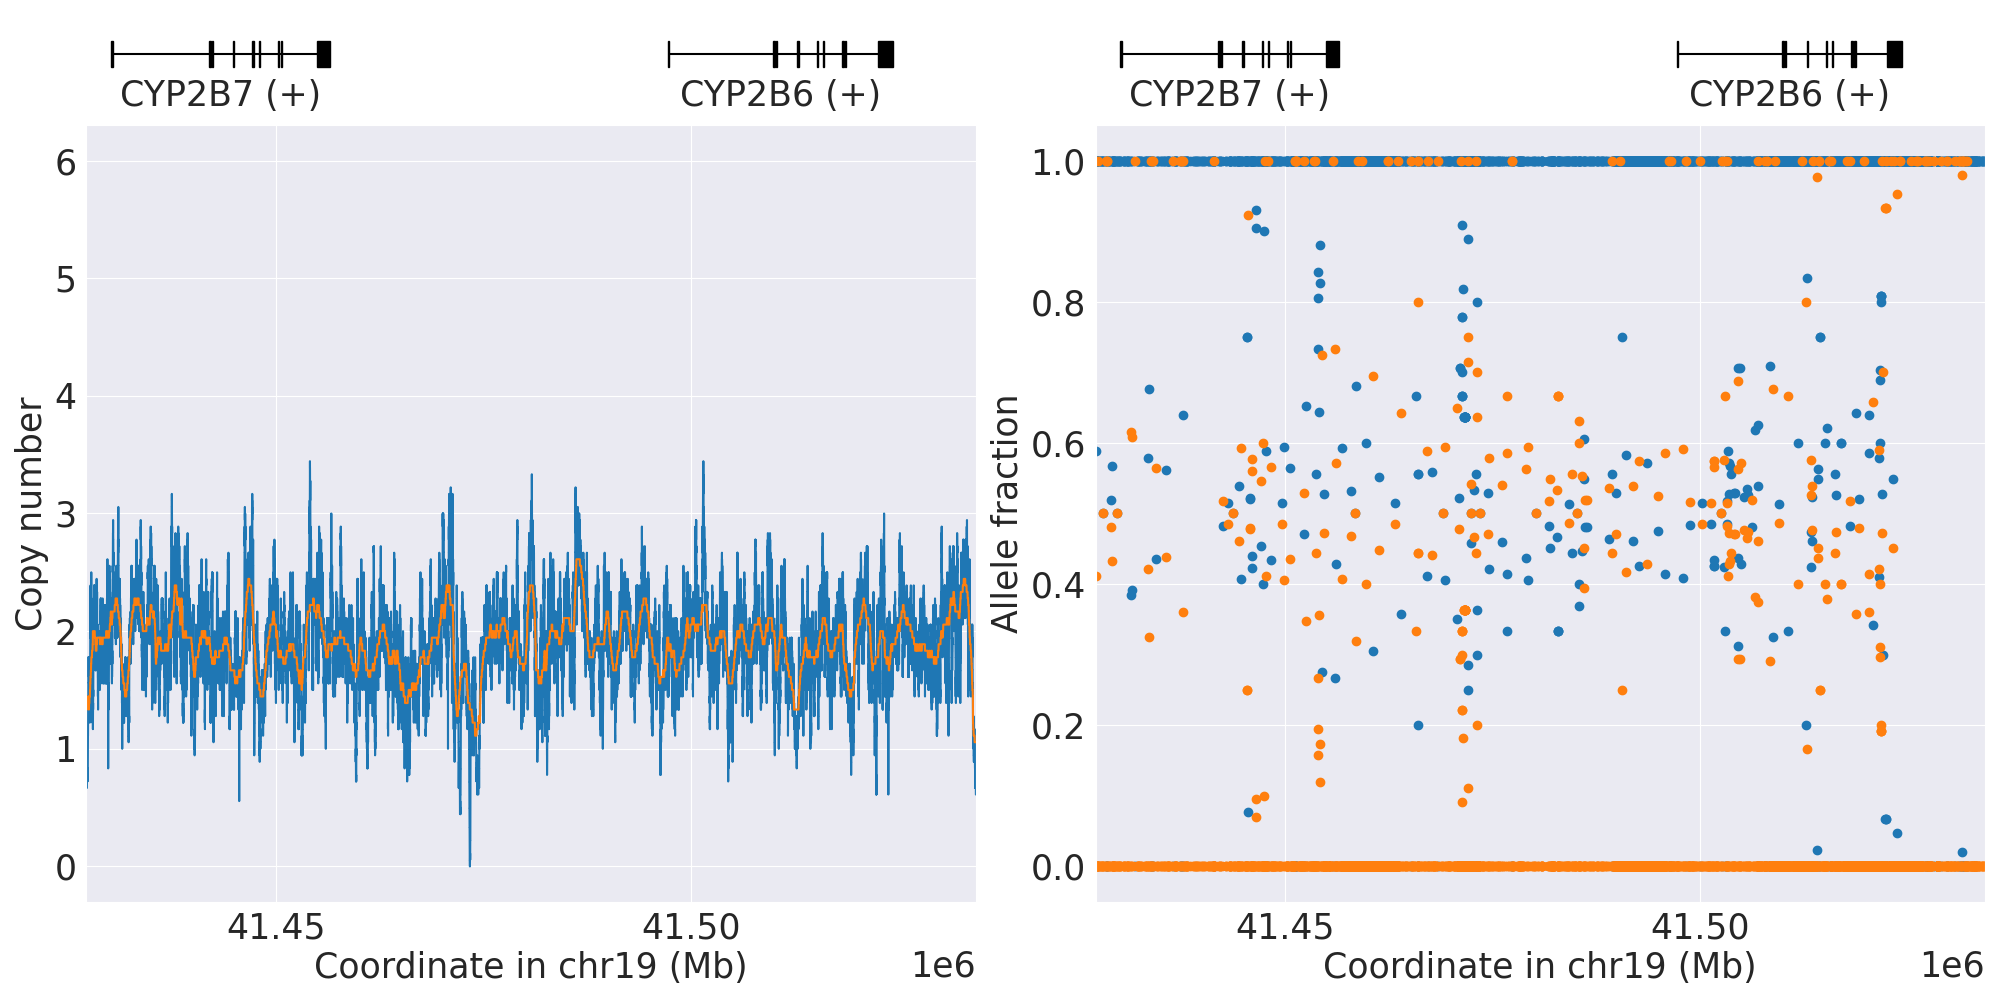 CYP2B7 (+)
CYP2B6 (+)
CYP2B7 (+)
CYP2B6 (+)
Copy number
6
5
4
3
2
1
0
41.45
41.50
Coordinate in chr19 (Mb)
1e6
Allele fraction
1.0
0.8
0.6
0.4
0.2
0.0
41.45
41.50
Coordinate in chr19 (Mb)
1e6